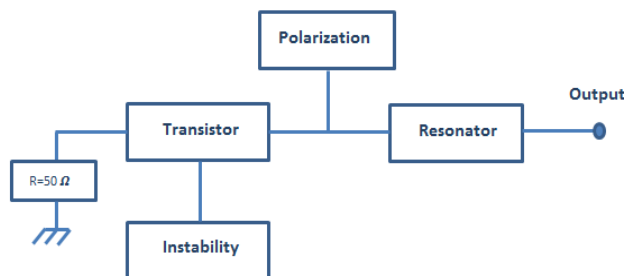 Polarization
Output
Transistor
Resonator
R=50 Ω
Instability